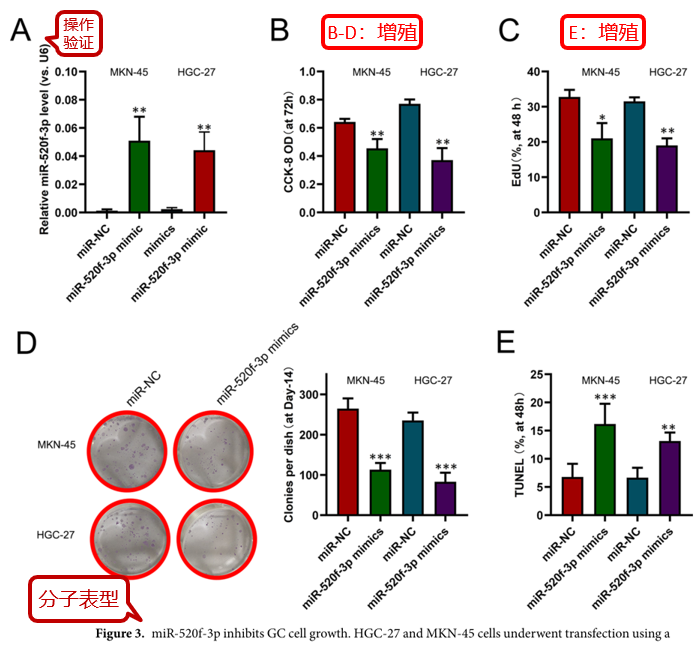 A
操作
验证
B
B-D：增殖
C
E：增殖
Relative miR-520f-3p level (vs. U6)
0.10
0.08
0.06
0.04
0.02
0.00
MKN-45
HGC-27
**
**
miR-NC
miR-520f-3p mimic
mimics
miR-520f-3p mimic
CCK-8 OD (at 72h)
1.0
0.8
0.6
0.4
0.2
0.0
MKN-45
HGC-27
**
**
miR-NC
miR-520f-3p mimics
miR-NC
miR-520f-3p mimics
EdU (%, at 48 h)
40
30
20
10
0
MKN-45
HGC-27
*
**
miR-NC
miR-520f-3p mimics
miR-NC
miR-520f-3p mimics
D
miR-NC
miR-520f-3p mimics
MKN-45
HGC-27
Clonies per dish (at Day-14)
300
200
100
0
MKN-45
HGC-27
***
***
miR-NC
miR-520f-3p mimics
miR-NC
miR-520f-3p mimics
E
TUNEL (%, at 48h)
25
20
15
10
5
0
MKN-45
HGC-27
***
**
miR-NC
miR-520f-3p mimics
miR-NC
miR-520f-3p mimics
分子表型
Figure 3. miR-520f-3p inhibits GC cell growth. HGC-27 and MKN-45 cells underwent transfection using a